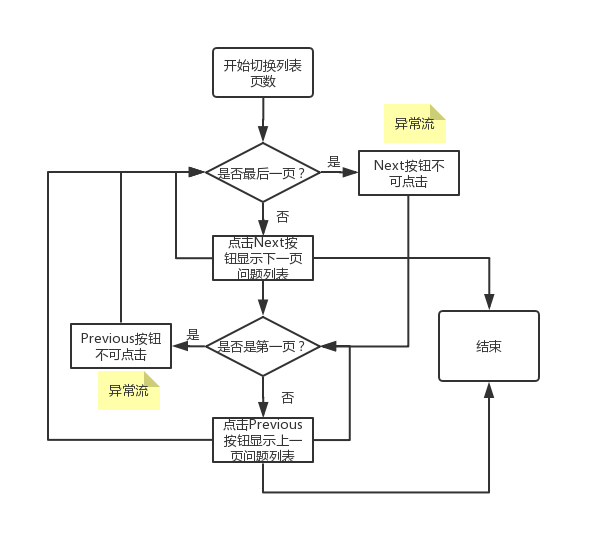 开始切换列表
页数
异常流
是否最后一页？
是
Next按钮不
可点击
否
点击Next按
钮显示下一页
问题列表
Previous按钮
不可点击
是
是否是第一页？
结束
异常流
否
点击Previous
按钮显示上一
页问题列表